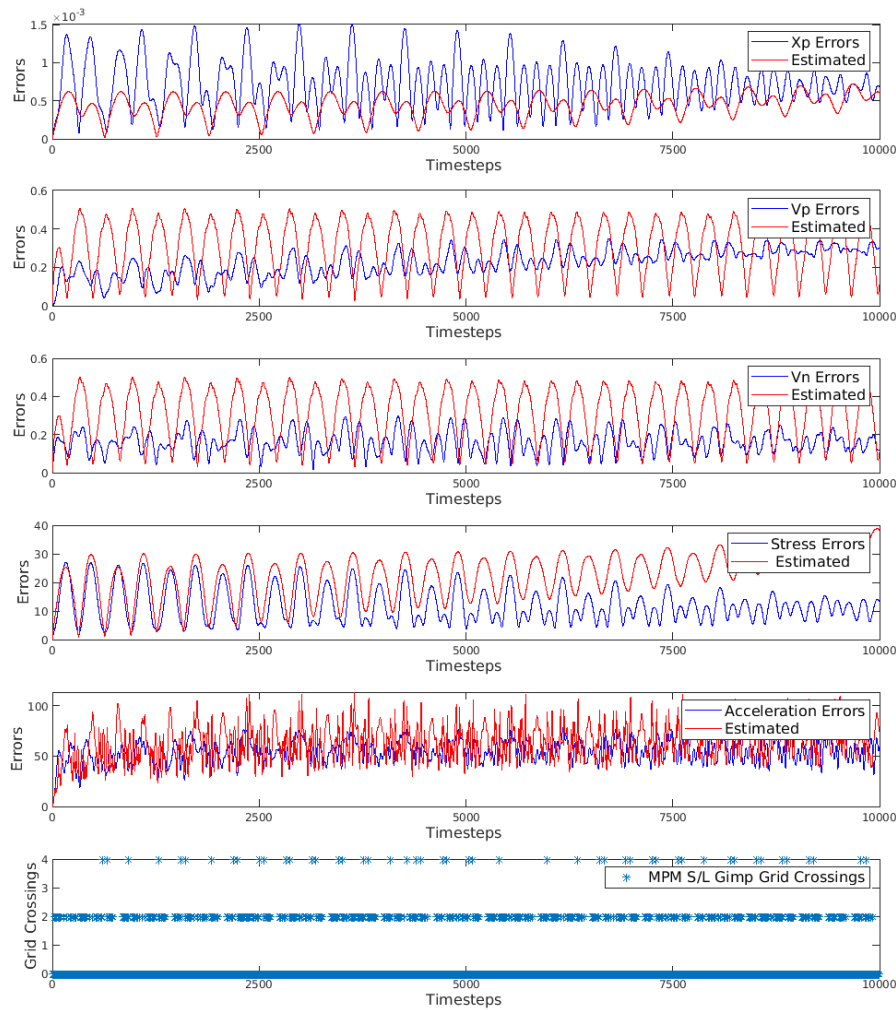 ×10-3
1.5
1
0.5
0
Errors
Xp Errors
Estimated
0 2500 5000 7500 10000
Timesteps
0.6
0.4
0.2
0
Errors
Vp Errors
Estimated
0 2500 5000 7500 10000
Timesteps
0.6
0.4
0.2
0
Errors
Vn Errors
Estimated
0 2500 5000 7500 10000
Timesteps
40
30
20
10
0
Errors
Stress Errors
Estimated
0 2500 5000 7500 10000
Timesteps
100
50
0
Errors
Acceleration Errors
Estimated
0 2500 5000 7500 10000
Timesteps
4
3
2
1
0
Grid Crossings
MPM S/L Gimp Grid Crossings
0 2500 5000 7500 10000
Timesteps